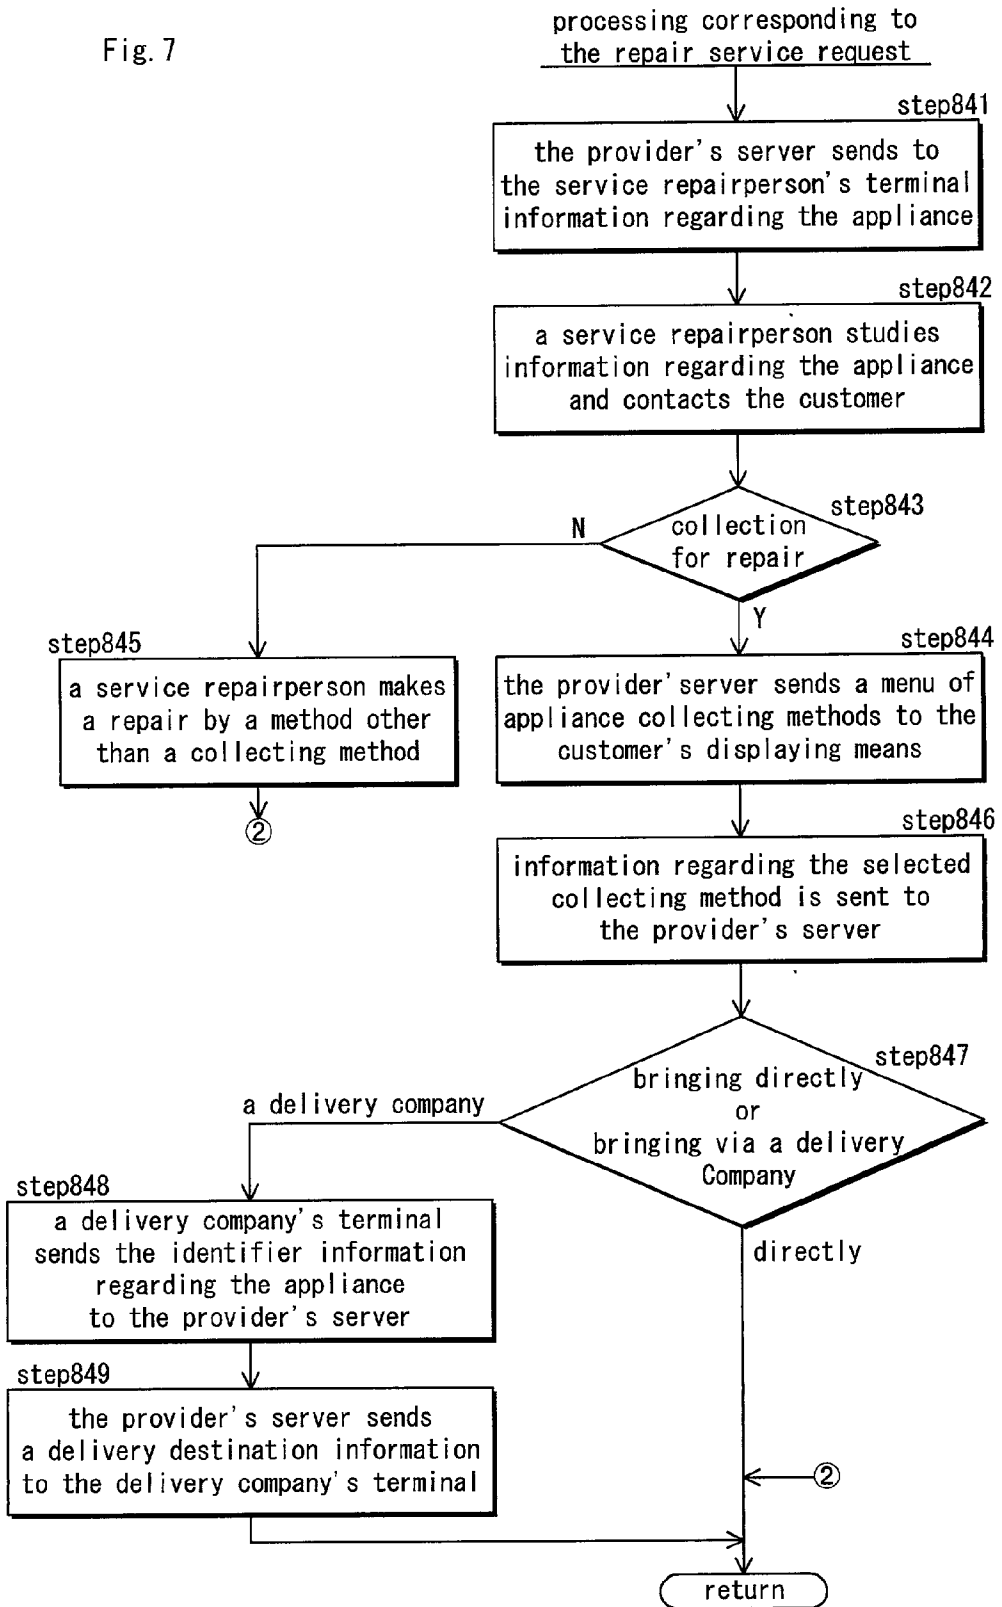 Fig. 7
processing corresponding to
the repair service request
step841
the provider's server sends to
the service repairperson's terminal
information regarding the appliance
step842
a service repairperson studies
information regarding the appliance
and contacts the customer
step843
collection
for repair
N
Y
step845
a service repairperson makes
a repair by a method other
than a collecting method
②
step844
the provider'server sends a menu of
appliance collecting methods to the
customer's displaying means
step846
information regarding the selected
collecting method is sent to
the provider's server
step847
bringing directly
or
bringing via a delivery
Company
a delivery company
directly
step848
a delivery company's terminal
sends the identifier information
regarding the appliance
to the provider's server
step849
the provider's server sends
a delivery destination information
to the delivery company's terminal
②
return